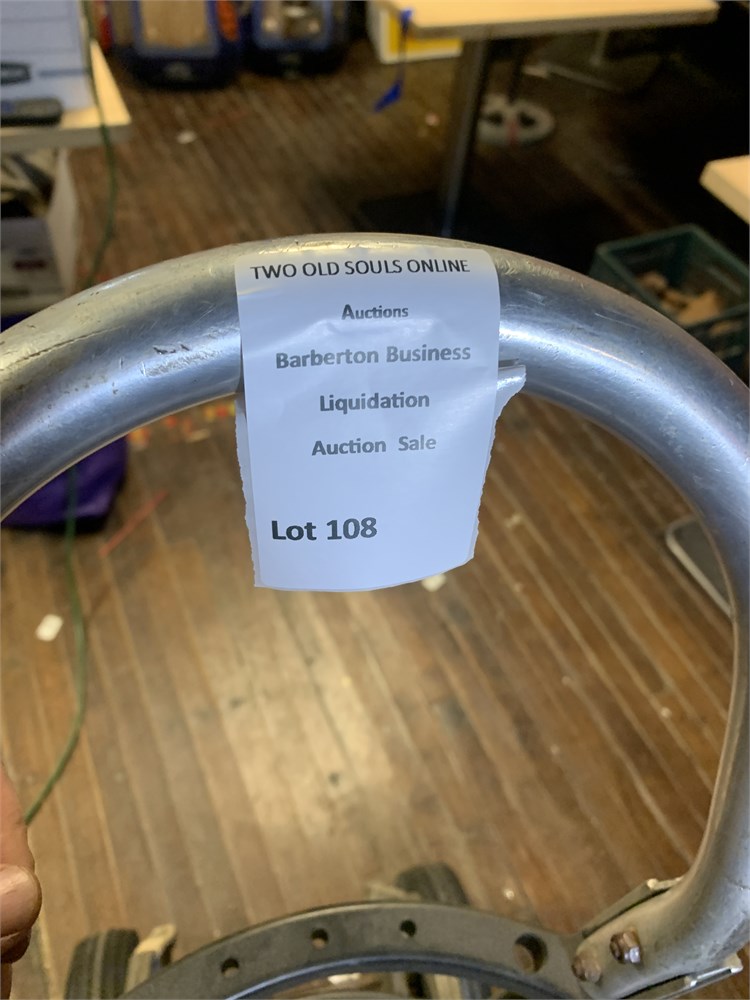 TWO OLD SOULS ONLINE
Auctions
Barberton Business
Liquidation
Auction Sale
Lot 108